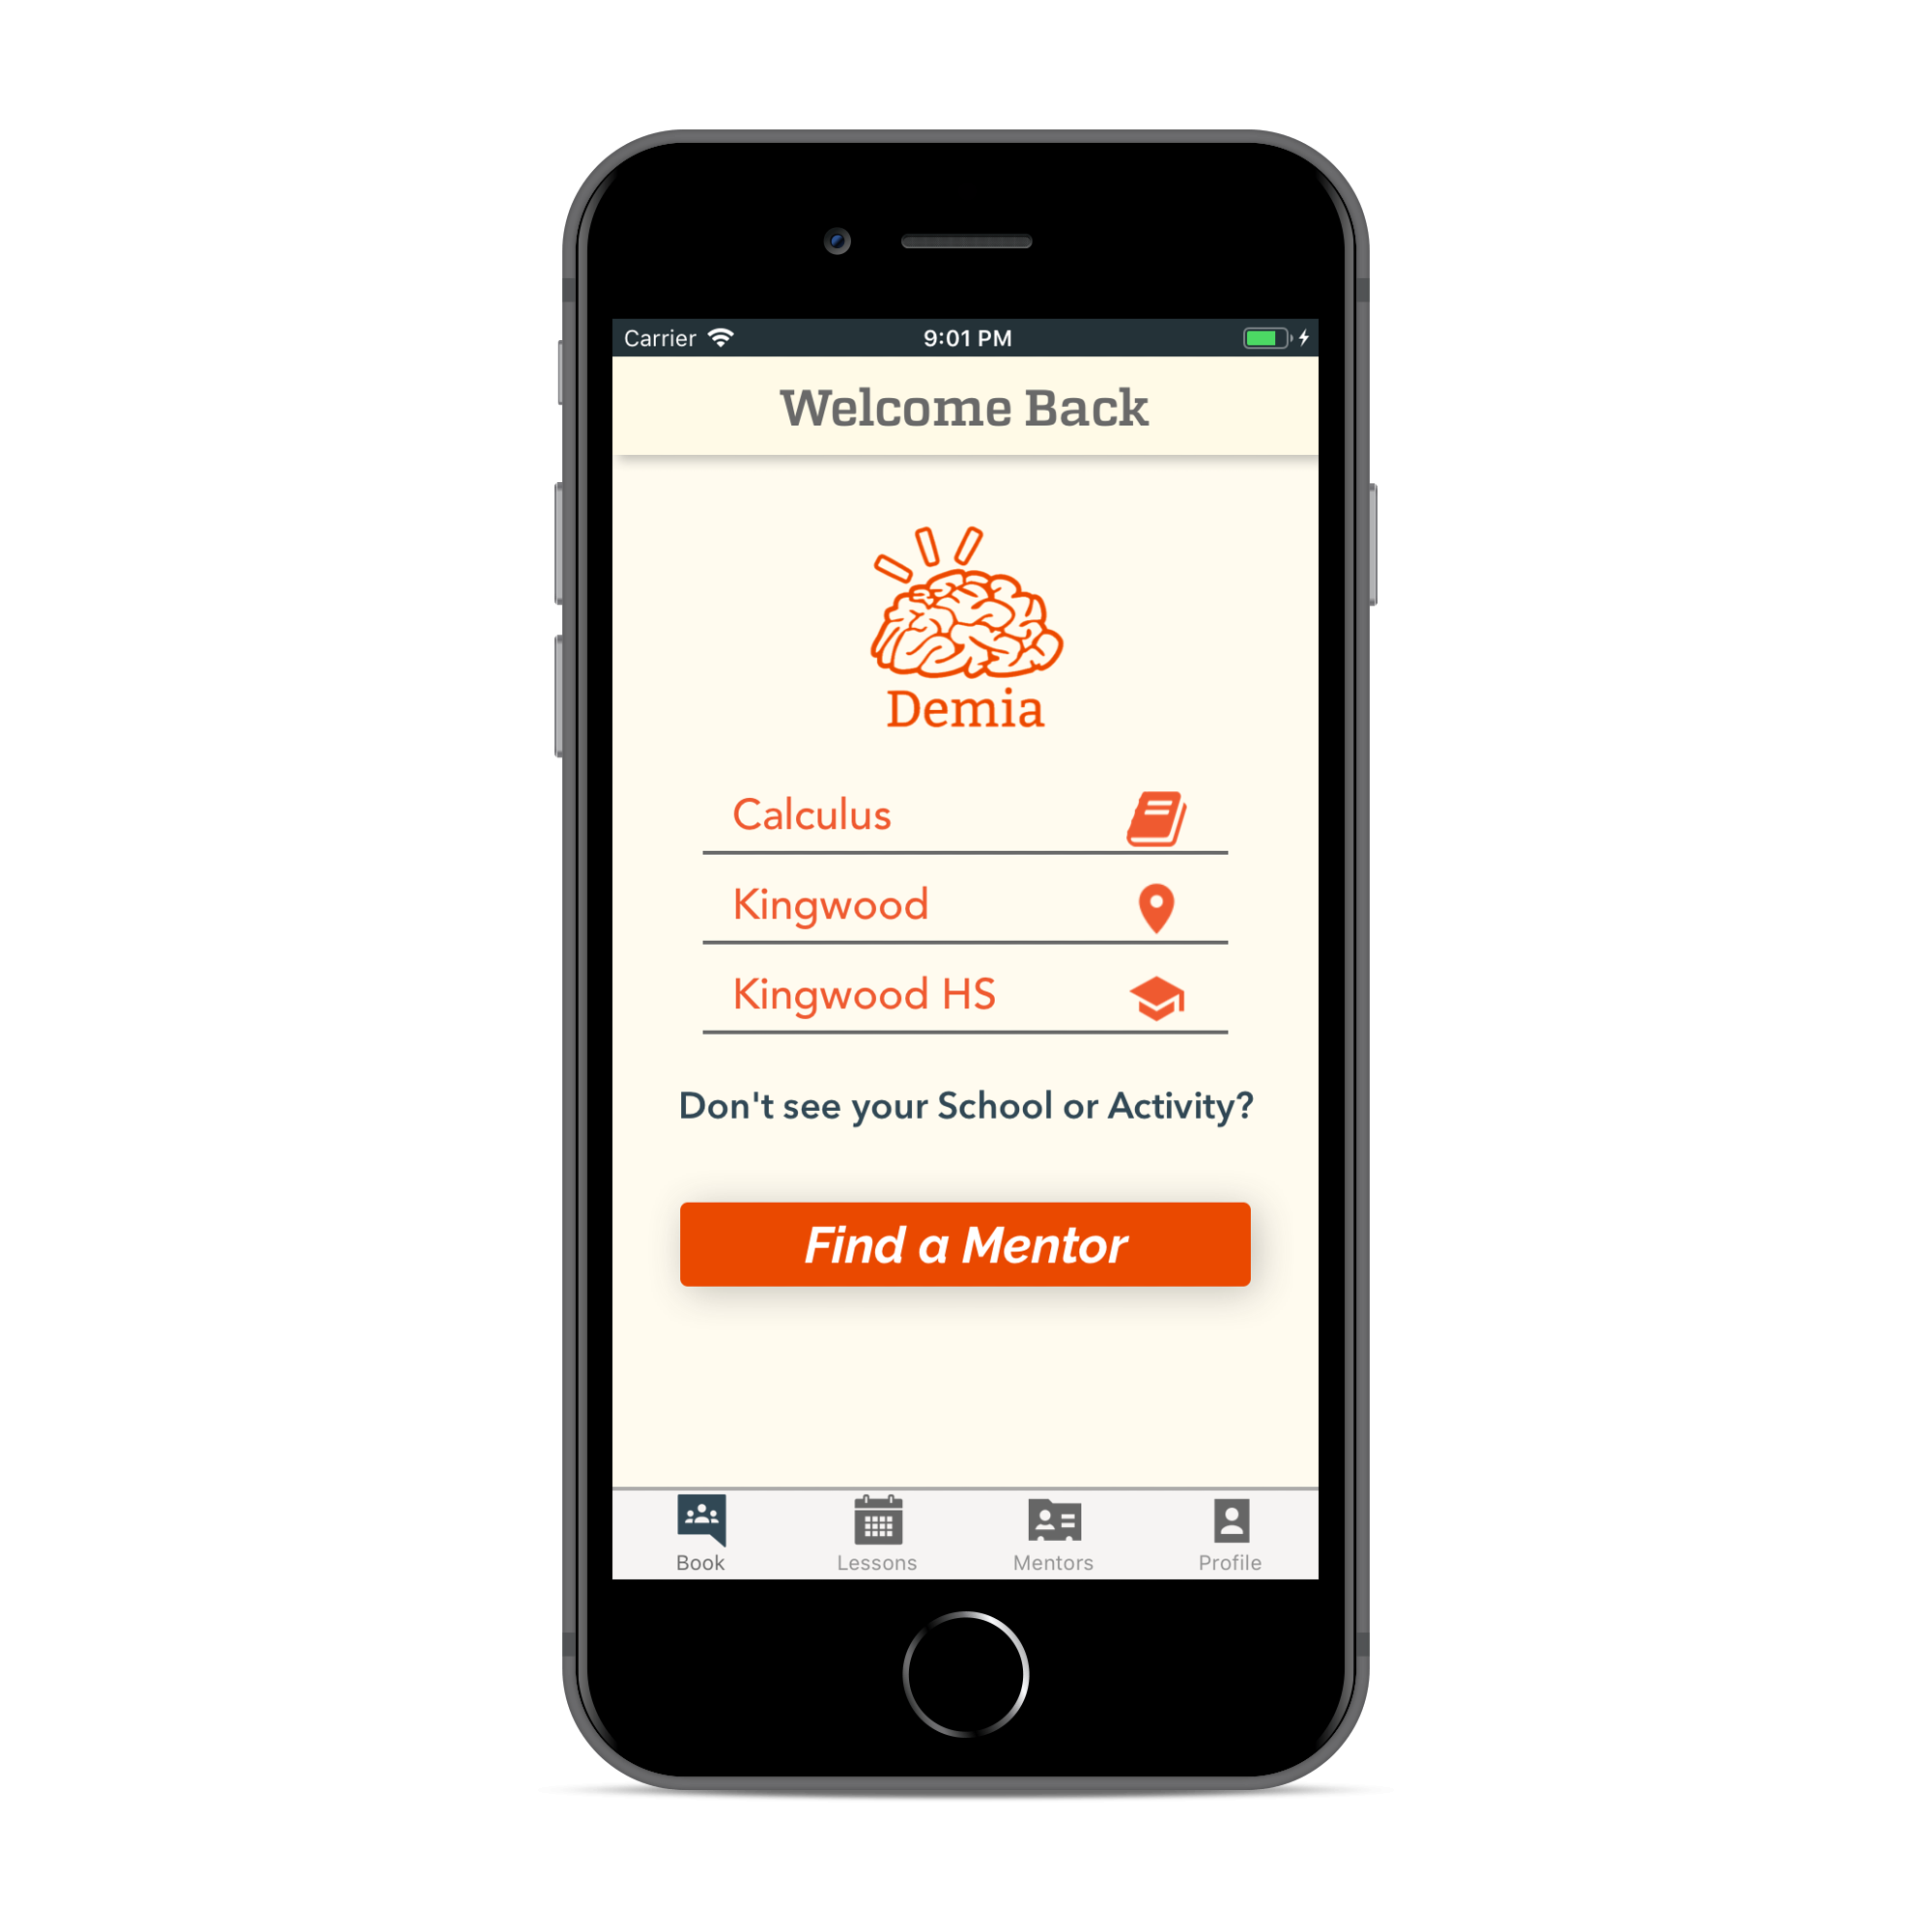 Carrier 9:01 PM
Welcome Back
Demia
Calculus
Kingwood
Kingwood HS
Don't see your School or Activity?
Find a Mentor
Book Lessons Mentors Profile